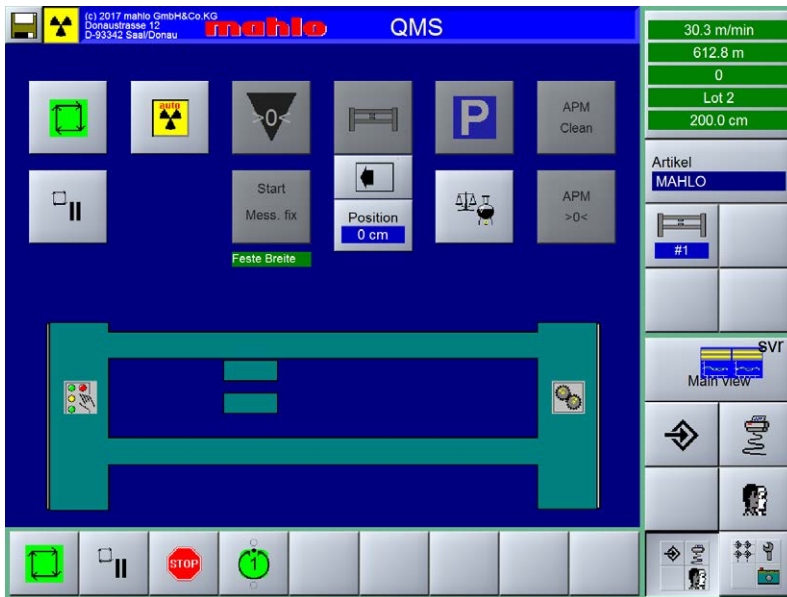 (c) 2017 mahlo GmbH&Co.KG
Donaustrasse 12
D-93342 Saal/Donau
mahlo
QMS
30.3 m/min
612.8 m
0
Lot 2
200.0 cm
auto
>0<
P
APM
Clean
Artikel
MAHLO
Start
Mess. fix
Position
0 cm
APM
>0<
#1
Feste Breite
svr
Main view
STOP
1